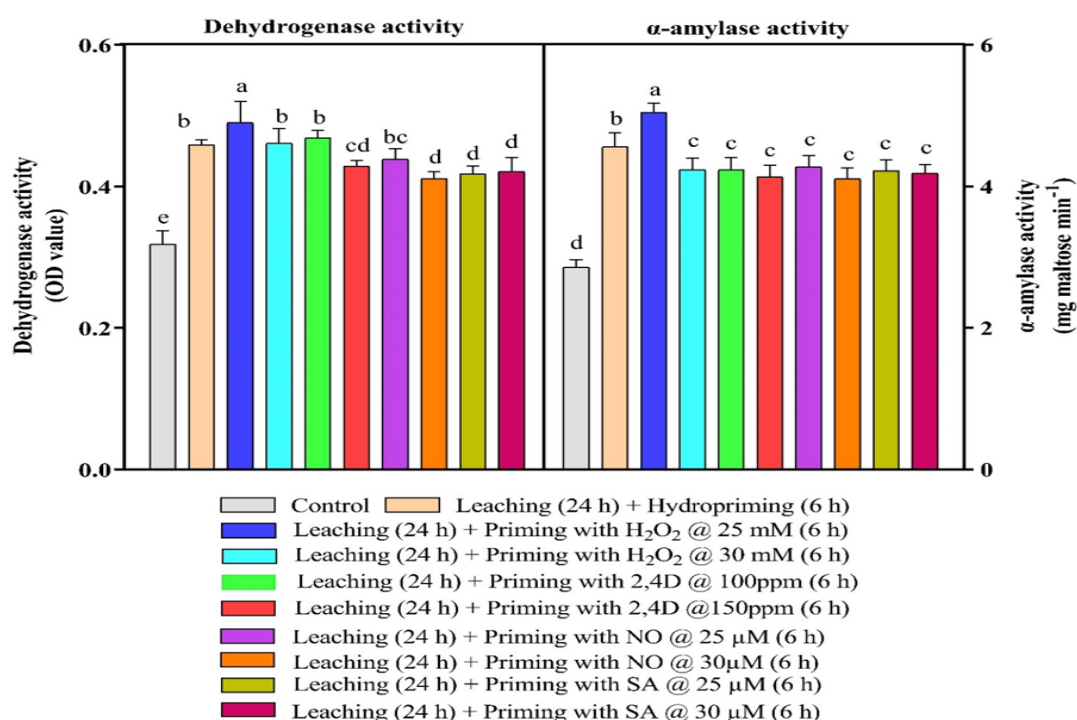 Dehydrogenase activity
α-amylase activity
0.6
0.4
0.2
0.0
6
4
2
0
Dehydrogenase activity
(OD value)
α-amylase activity
(mg maltose min⁻¹)
e
b
a
b
b
cd
bc
d
d
d
d
b
a
c
c
c
c
c
c
c
Control
Leaching (24 h) + Hydropriming (6 h)
Leaching (24 h) + Priming with H₂O₂ @ 25 mM (6 h)
Leaching (24 h) + Priming with H₂O₂ @ 30 mM (6 h)
Leaching (24 h) + Priming with 2,4D @ 100ppm (6 h)
Leaching (24 h) + Priming with 2,4D @150ppm (6 h)
Leaching (24 h) + Priming with NO @ 25 μM (6 h)
Leaching (24 h) + Priming with NO @ 30μM (6 h)
Leaching (24 h) + Priming with SA @ 25 μM (6 h)
Leaching (24 h) + Priming with SA @ 30 μM (6 h)